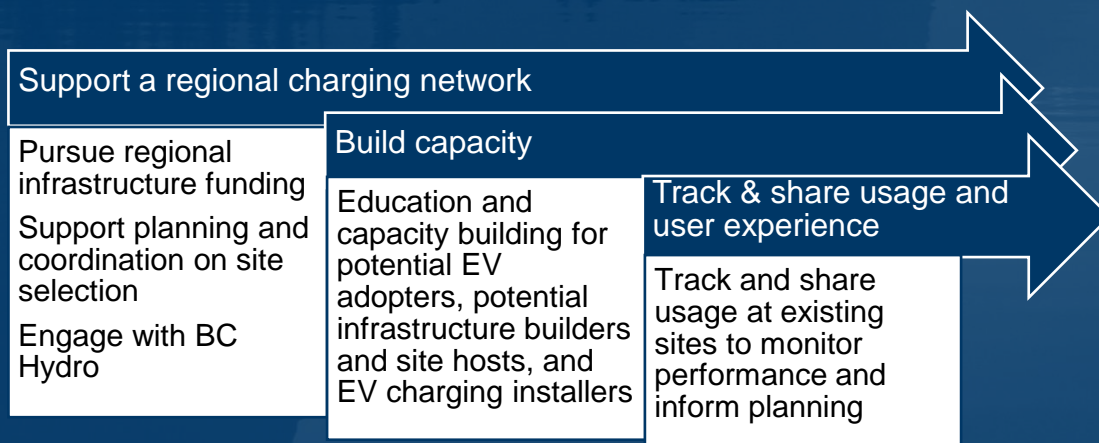 Support a regional charging network
Pursue regional
infrastructure funding
Support planning and
coordination on site
selection
Engage with BC
Hydro
Build capacity
Education and
capacity building for
potential EV
adopters, potential
infrastructure builders
and site hosts, and
EV charging installers
Track & share usage and
user experience
Track and share
usage at existing
sites to monitor
performance and
inform planning